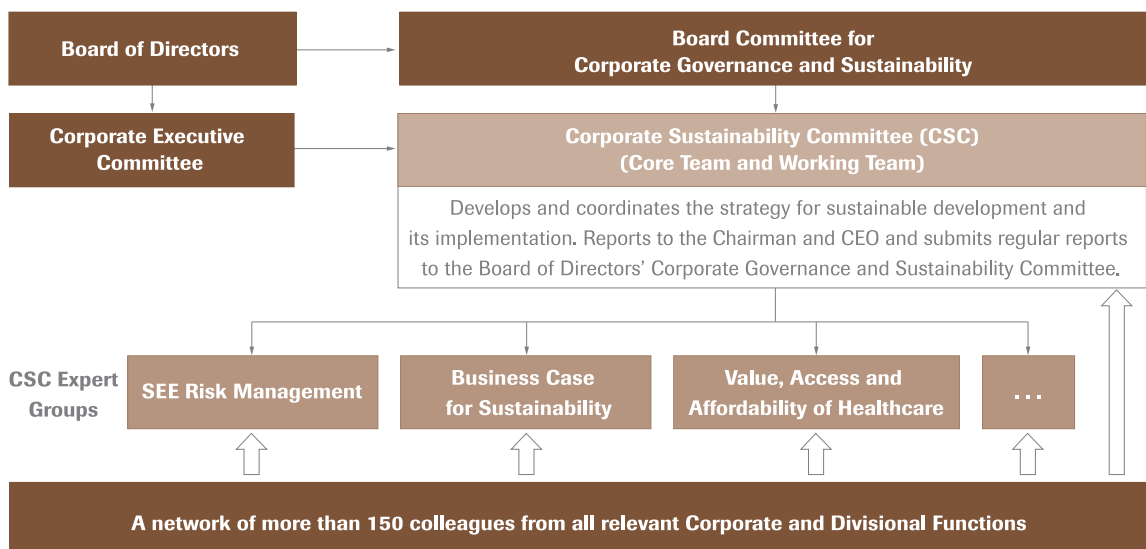 Board of Directors
Board Committee for
Corporate Governance and Sustainability
Corporate Executive
Committee
Corporate Sustainability Committee (CSC)
(Core Team and Working Team)
Develops and coordinates the strategy for sustainable development and
its implementation. Reports to the Chairman and CEO and submits regular reports
to the Board of Directors’ Corporate Governance and Sustainability Committee.
CSC Expert
Groups
SEE Risk Management
Business Case
for Sustainability
Value, Access and
Affordability of Healthcare
...
A network of more than 150 colleagues from all relevant Corporate and Divisional Functions